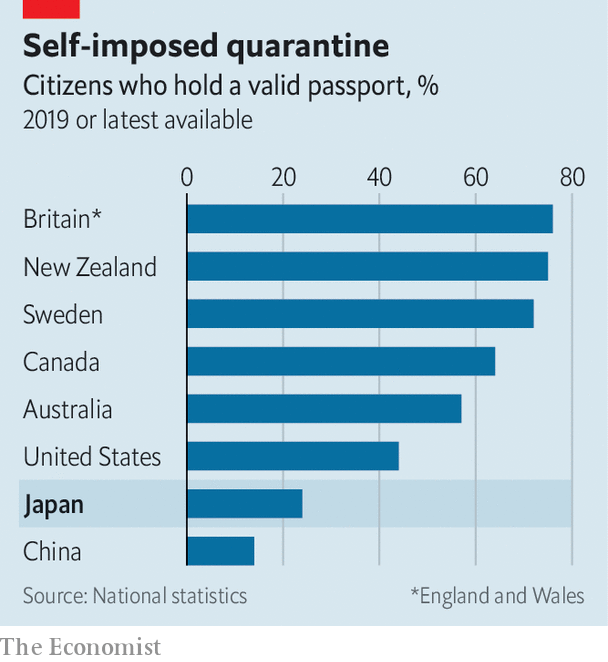 Self-imposed quarantine
Citizens who hold a valid passport, %
2019 or latest available
0 20 40 60 80
Britain*
New Zealand
Sweden
Canada
Australia
United States
Japan
China
Source: National statistics *England and Wales
The Economist